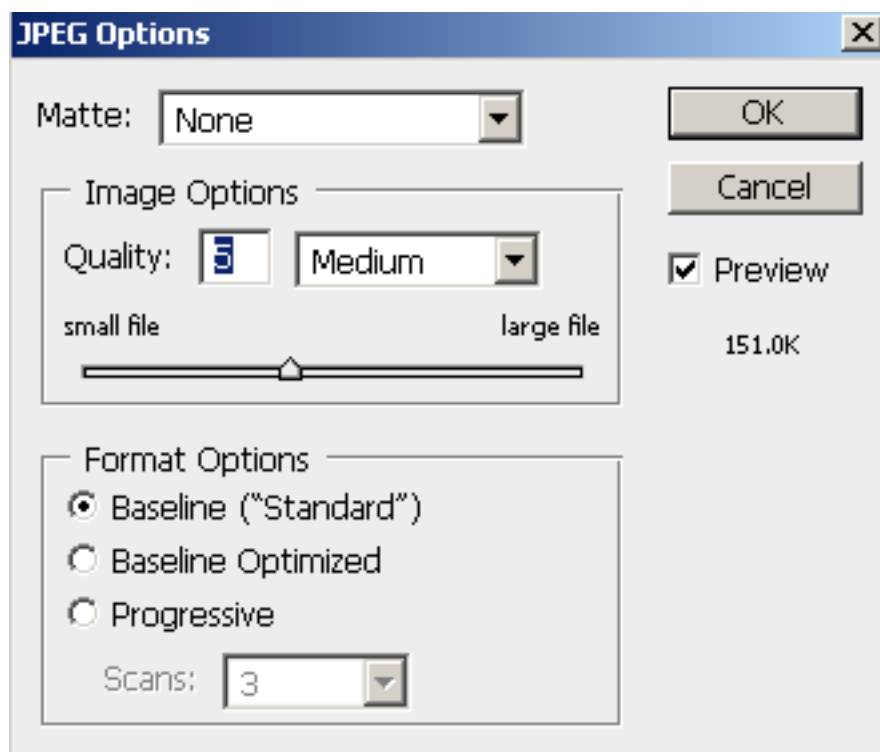 JPEG Options
Matte: None
OK
Cancel
Image Options
Quality: 5 Medium
Preview
small file large file
151.0K
Format Options
Baseline (“Standard”)
Baseline Optimized
Progressive
Scans: 3